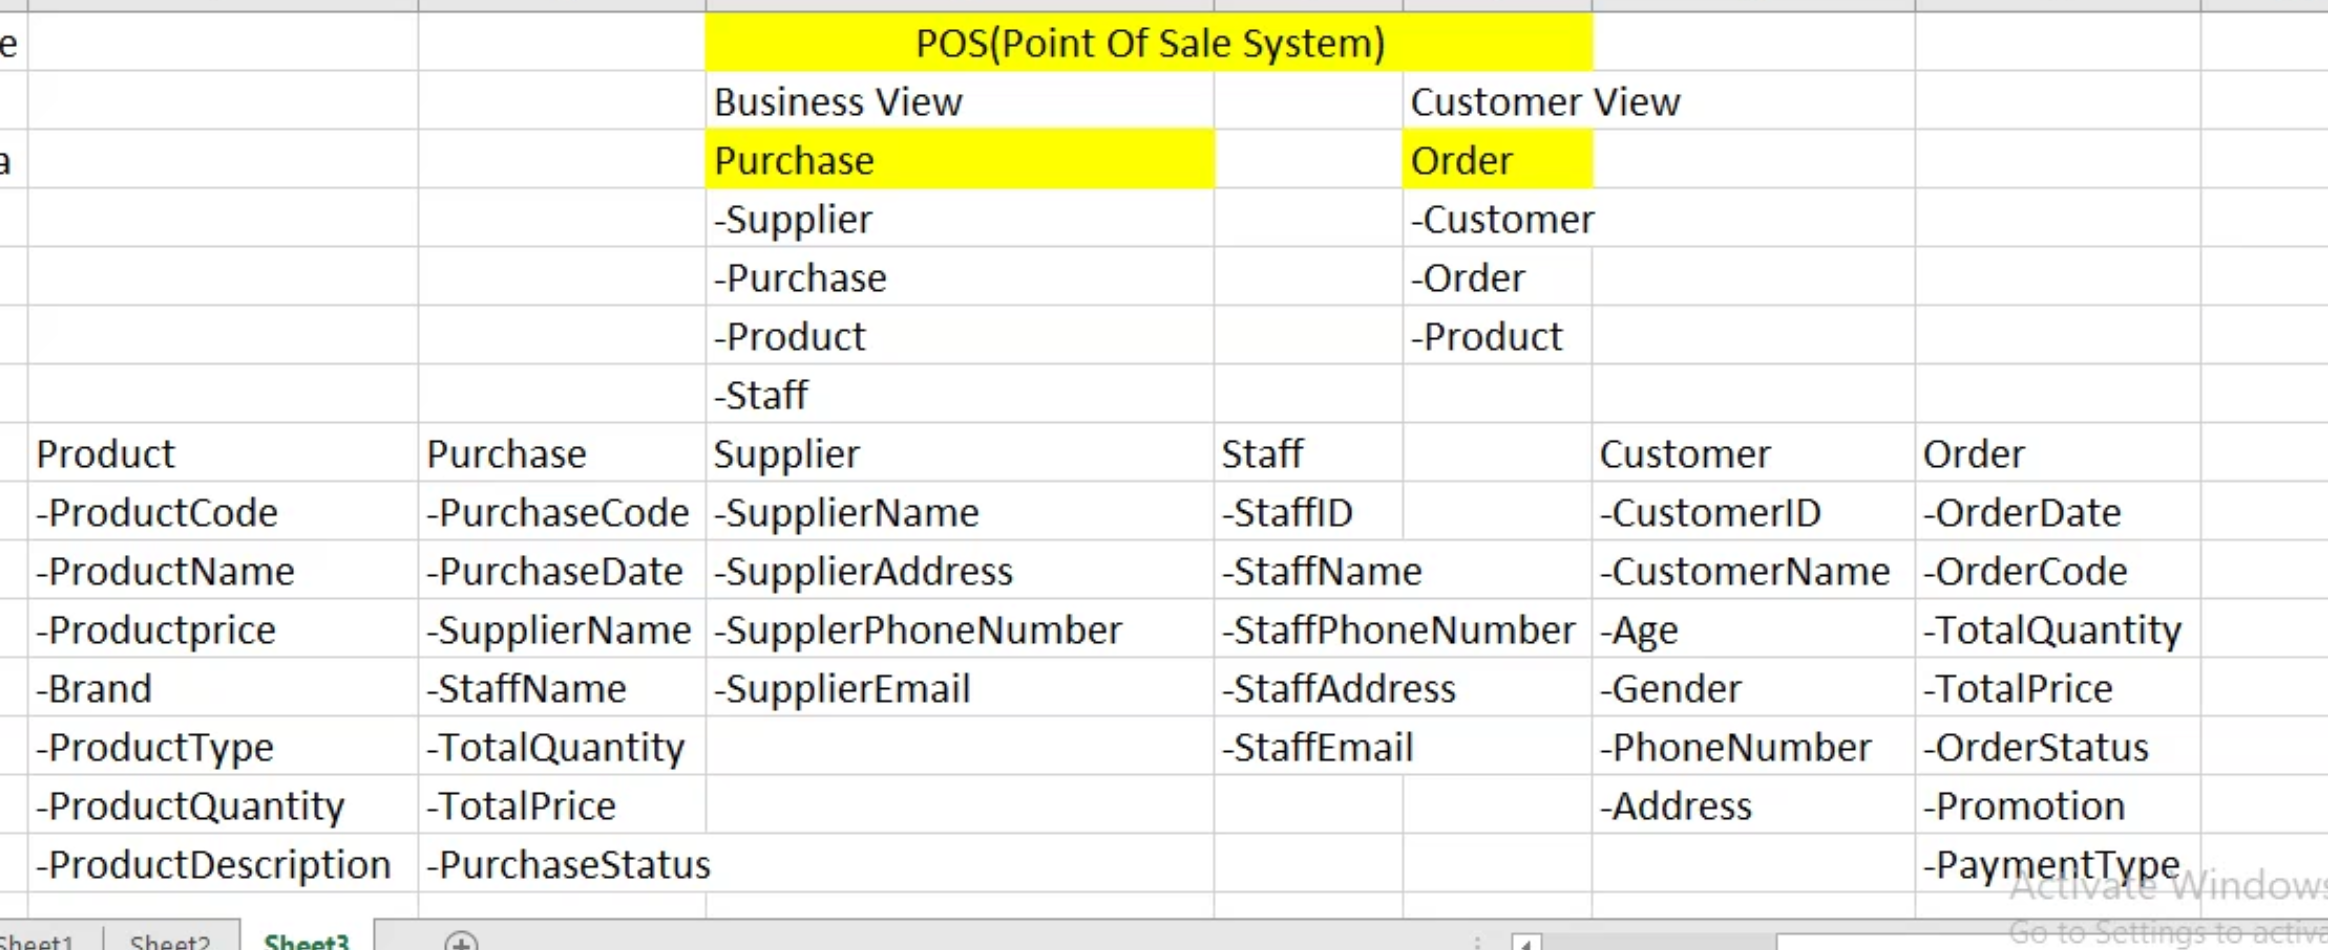 e
POS(Point Of Sale System)
Business View Customer View
a
Purchase Order
-Supplier -Customer
-Purchase -Order
-Product -Product
-Staff
Product Purchase Supplier Staff Customer Order
-ProductCode -PurchaseCode -SupplierName -StaffID -CustomerID -OrderDate
-ProductName -PurchaseDate -SupplierAddress -StaffName -CustomerName -OrderCode
-Productprice -SupplierName -SupplerPhoneNumber -StaffPhoneNumber -Age -TotalQuantity
-Brand -StaffName -SupplierEmail -StaffAddress -Gender -TotalPrice
-ProductType -TotalQuantity -StaffEmail -PhoneNumber -OrderStatus
-ProductQuantity -TotalPrice -Address -Promotion
-ProductDescription -PurchaseStatus -PaymentType
Activate Windows
Go to Settings to activa
Sheet1 Sheet2 Sheet3